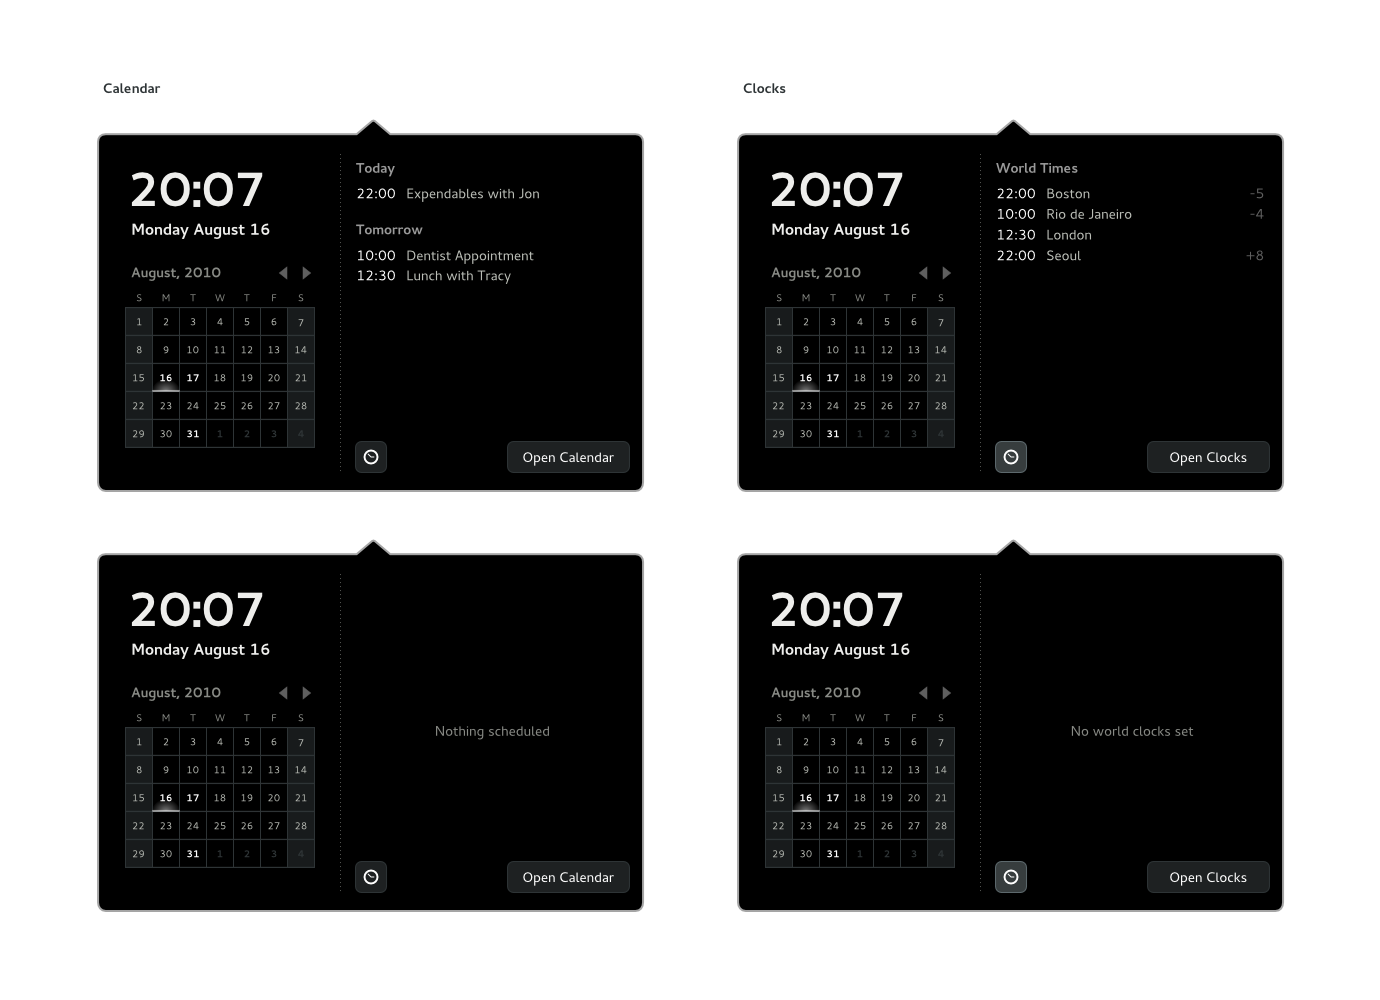 Calendar
20:07
Monday August 16
August, 2010
S M T W T F S
1 2 3 4 5 6 7
8 9 10 11 12 13 14
15 16 17 18 19 20 21
22 23 24 25 26 27 28
29 30 31 1 2 3 4
Today
22:00 Expendables with Jon
Tomorrow
10:00 Dentist Appointment
12:30 Lunch with Tracy
Open Calendar
Clocks
20:07
Monday August 16
August, 2010
S M T W T F S
1 2 3 4 5 6 7
8 9 10 11 12 13 14
15 16 17 18 19 20 21
22 23 24 25 26 27 28
29 30 31 1 2 3 4
World Times
22:00 Boston -5
10:00 Rio de Janeiro -4
12:30 London
22:00 Seoul +8
Open Clocks
20:07
Monday August 16
August, 2010
S M T W T F S
1 2 3 4 5 6 7
8 9 10 11 12 13 14
15 16 17 18 19 20 21
22 23 24 25 26 27 28
29 30 31 1 2 3 4
Nothing scheduled
Open Calendar
20:07
Monday August 16
August, 2010
S M T W T F S
1 2 3 4 5 6 7
8 9 10 11 12 13 14
15 16 17 18 19 20 21
22 23 24 25 26 27 28
29 30 31 1 2 3 4
No world clocks set
Open Clocks